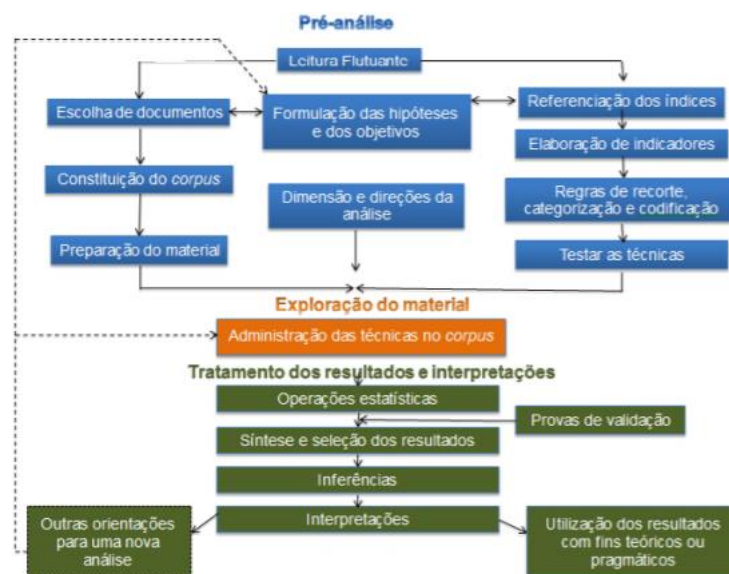 Pré-análise
Leitura Flutuante
Escolha de documentos
Formulação das hipóteses
e dos objetivos
Referenciação dos índices
Elaboração de indicadores
Constituição do corpus
Dimensão e direções da
análise
Regras de recorte,
categorização e codificação
Preparação do material
Testar as técnicas
Exploração do material
Administração das técnicas no corpus
Tratamento dos resultados e interpretações
Operações estatísticas
Provas de validação
Síntese e seleção dos resultados
Inferências
Interpretações
Outras orientações
para uma nova
análise
Utilização dos resultados
com fins teóricos ou
pragmáticos